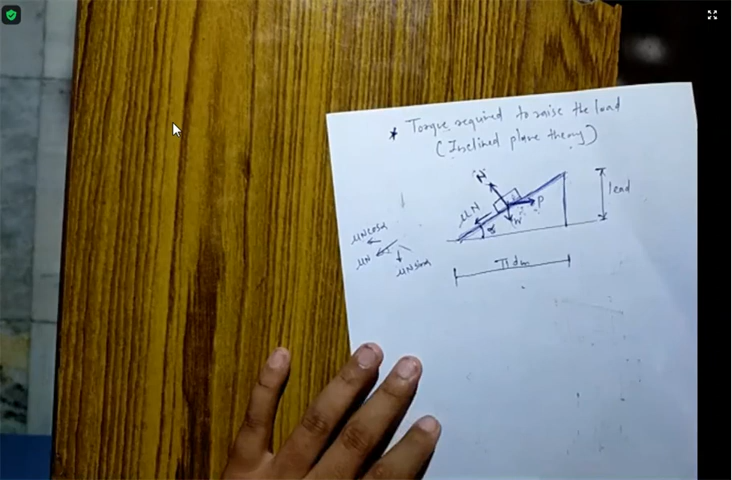 * Torque required to raise the load
(Inclined plane theory)
N
μN
P
W
α
lead
μNcosα
μN
μNsinα
πdm